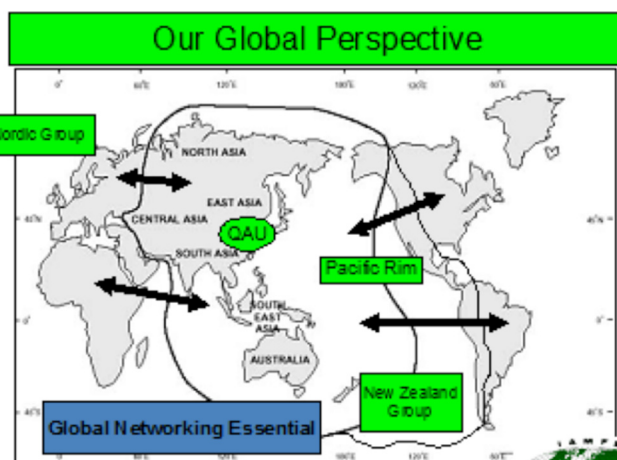 Our Global Perspective
Nordic Group
NORTH ASIA
EAST ASIA
CENTRAL ASIA
QAU
SOUTH ASIA
Pacific Rim
SOUTH
EAST
ASIA
AUSTRALIA
New Zealand
Group
Global Networking Essential